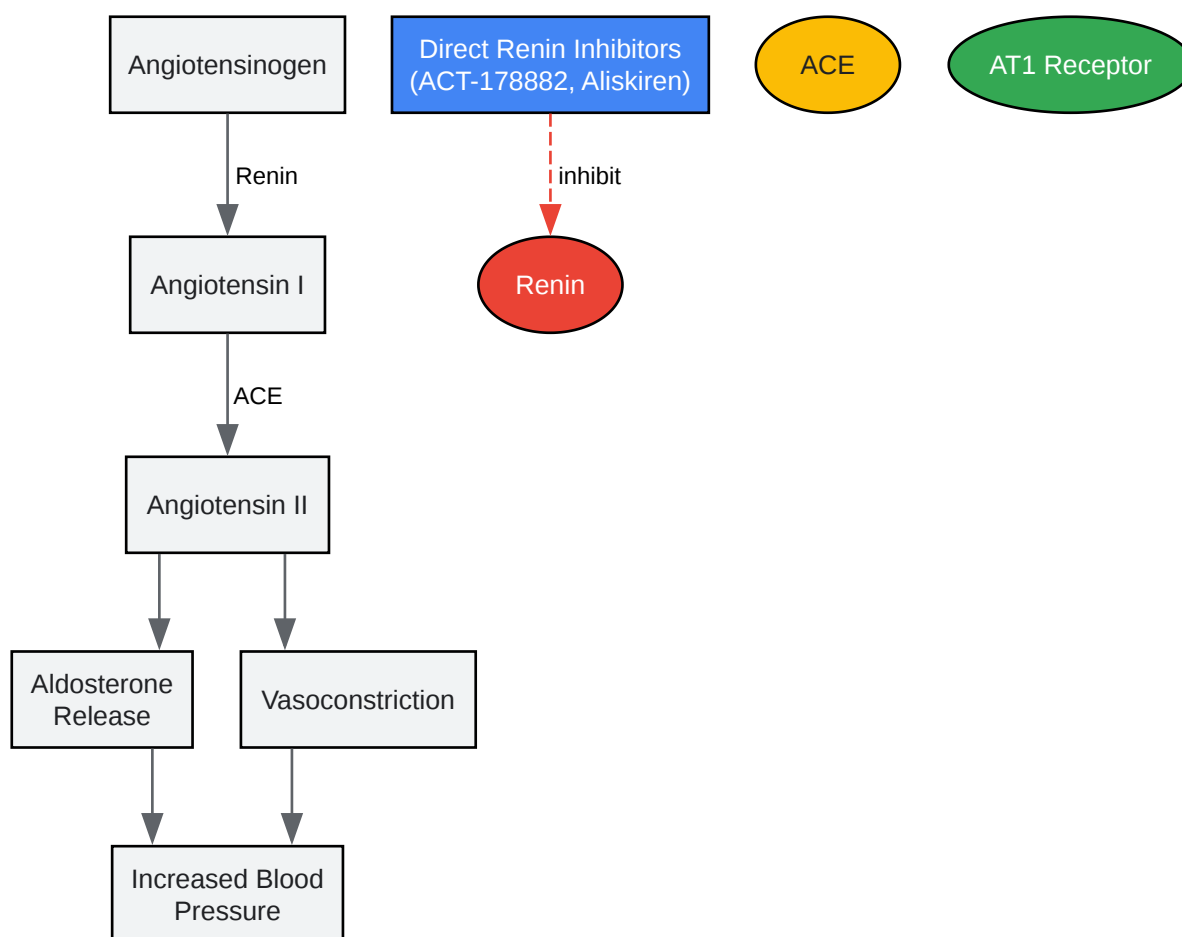 Angiotensinogen
Direct Renin Inhibitors
(ACT-178882, Aliskiren)
ACE
AT1 Receptor
Renin
inhibit
Angiotensin I
Renin
ACE
Angiotensin II
Aldosterone
Release
Vasoconstriction
Increased Blood
Pressure